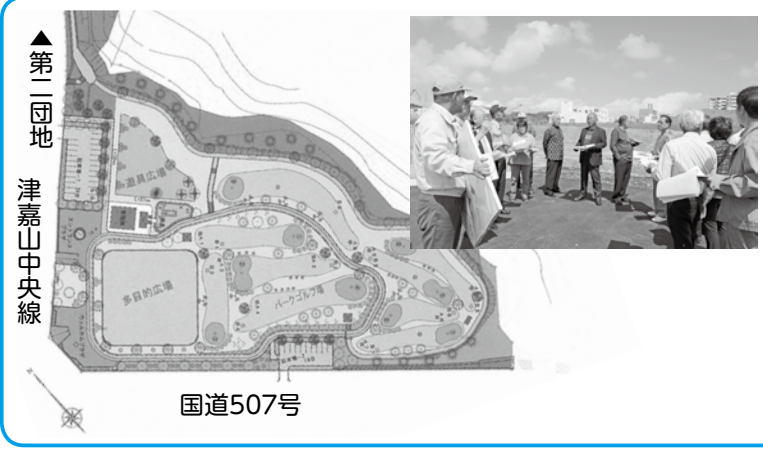 ▲第二団地
津嘉山中央線
遊具広場
多目的広場
パークゴルフ場
国道507号